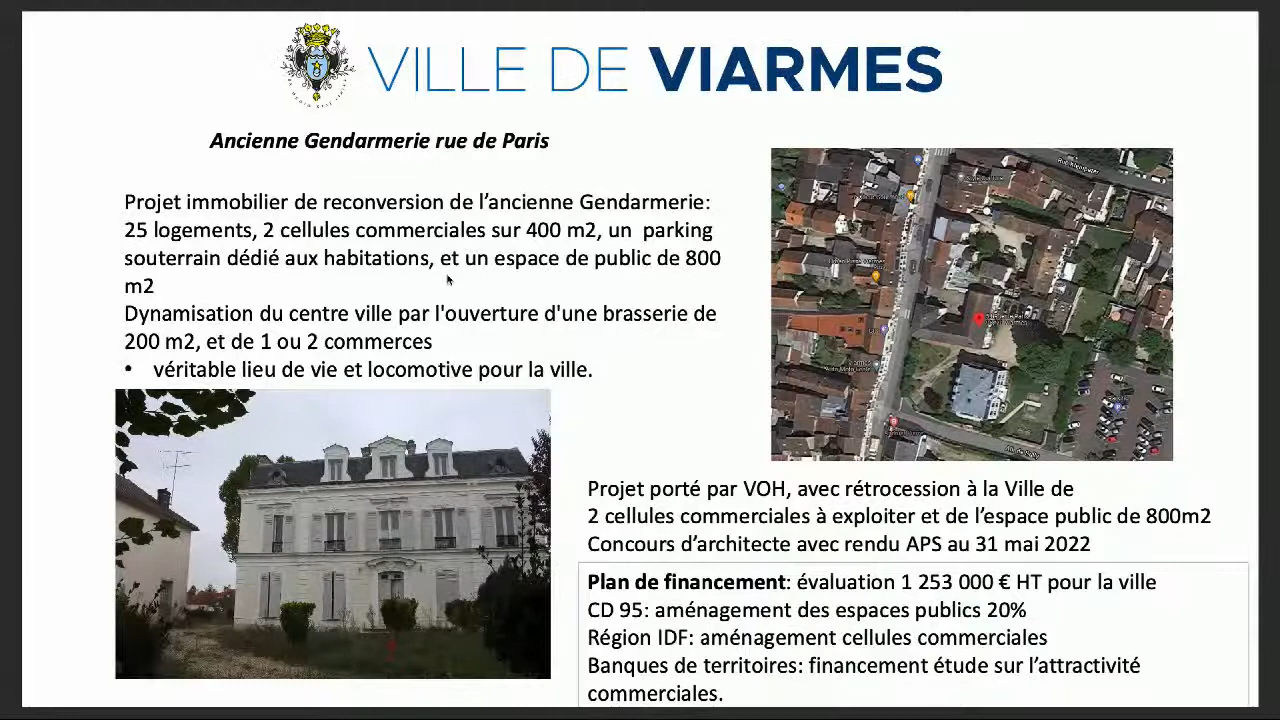 VILLE DE VIARMES
Ancienne Gendarmerie rue de Paris
Projet immobilier de reconversion de l’ancienne Gendarmerie:
25 logements, 2 cellules commerciales sur 400 m2, un parking
souterrain dédié aux habitations, et un espace de public de 800
m2
Dynamisation du centre ville par l'ouverture d'une brasserie de
200 m2, et de 1 ou 2 commerces
• véritable lieu de vie et locomotive pour la ville.
Projet porté par VOH, avec rétrocession à la Ville de
2 cellules commerciales à exploiter et de l’espace public de 800m2
Concours d’architecte avec rendu APS au 31 mai 2022
Plan de financement: évaluation 1 253 000 € HT pour la ville
CD 95: aménagement des espaces publics 20%
Région IDF: aménagement cellules commerciales
Banques de territoires: financement étude sur l’attractivité
commerciales.